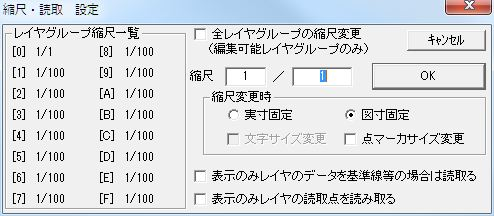 縮尺・読取 設定
レイヤグループ縮尺一覧
[0] 1/1 [8] 1/100
[1] 1/100 [9] 1/100
[2] 1/100 [A] 1/100
[3] 1/100 [B] 1/100
[4] 1/100 [C] 1/100
[5] 1/100 [D] 1/100
[6] 1/100 [E] 1/100
[7] 1/100 [F] 1/100
全レイヤグループの縮尺変更
(編集可能レイヤグループのみ)
キャンセル
縮尺 1 / 1
OK
縮尺変更時
実寸固定 図寸固定
文字サイズ変更 点マーカサイズ変更
表示のみレイヤのデータを基準線等の場合は読取る
表示のみレイヤの読取点を読み取る